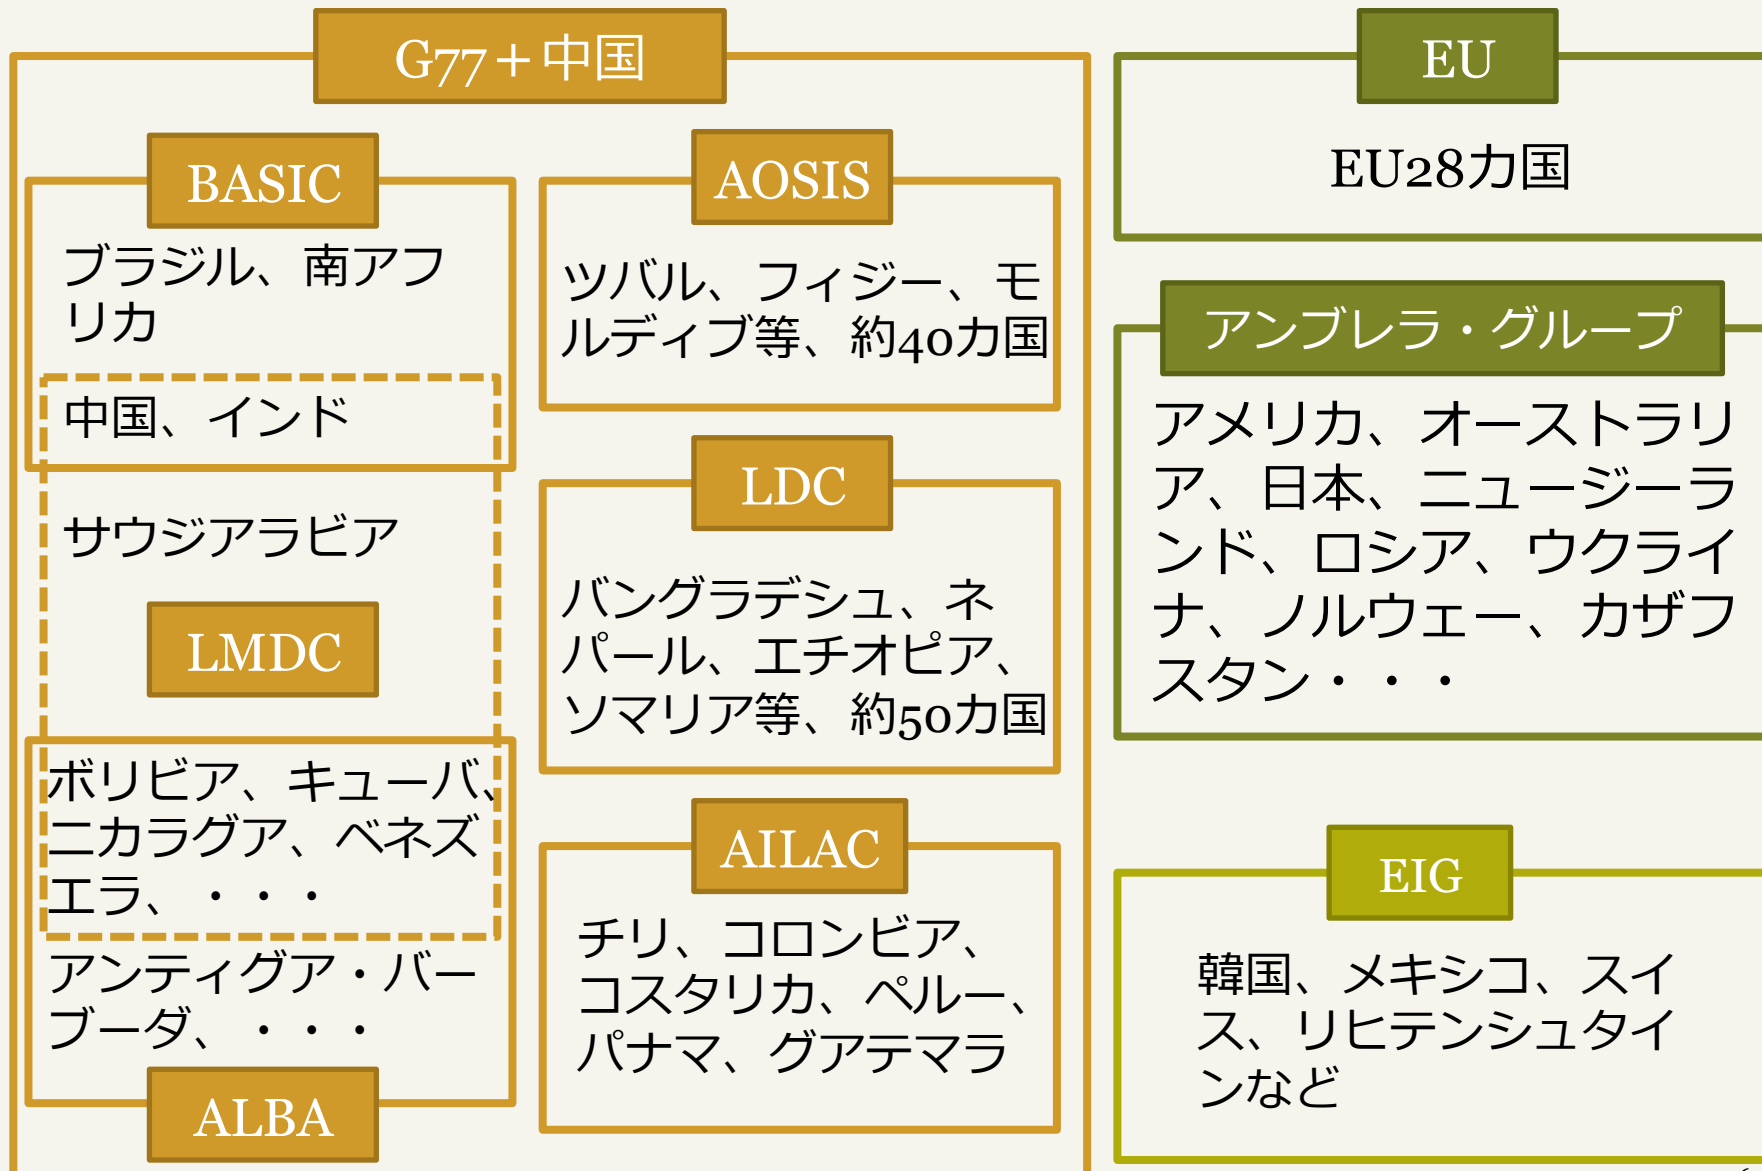 G77＋中国
BASIC
ブラジル、南アフ
リカ
中国、インド
サウジアラビア
LMDC
ボリビア、キューバ、
ニカラグア、ベネズ
エラ、・・・
アンティグア・バー
ブーダ、・・・
ALBA
AOSIS
ツバル、フィジー、モ
ルディブ等、約40カ国
LDC
バングラデシュ、ネ
パール、エチオピア、
ソマリア等、約50カ国
AILAC
チリ、コロンビア、
コスタリカ、ペルー、
パナマ、グアテマラ
EU
EU28カ国
アンブレラ・グループ
アメリカ、オーストラリ
ア、日本、ニュージーラ
ンド、ロシア、ウクライ
ナ、ノルウェー、カザフ
スタン・・・
EIG
韓国、メキシコ、スイ
ス、リヒテンシュタイ
ンなど